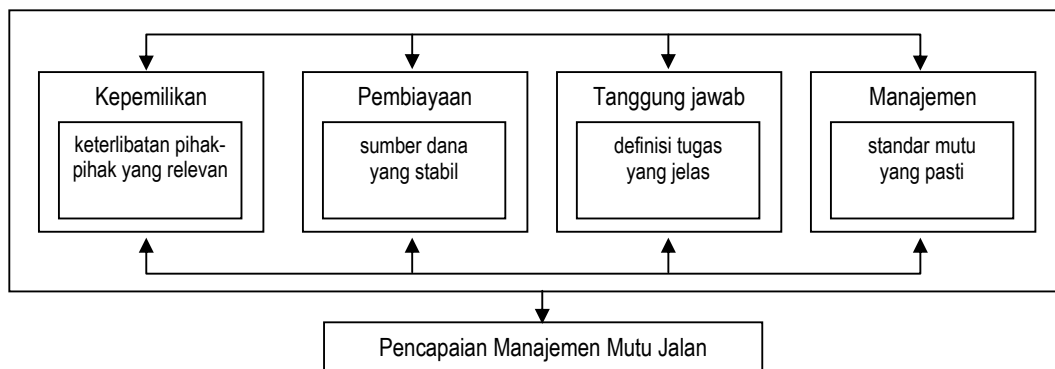 Kepemilikan
keterlibatan pihak-
pihak yang relevan
Pembiayaan
sumber dana
yang stabil
Tanggung jawab
definisi tugas
yang jelas
Manajemen
standar mutu
yang pasti
Pencapaian Manajemen Mutu Jalan